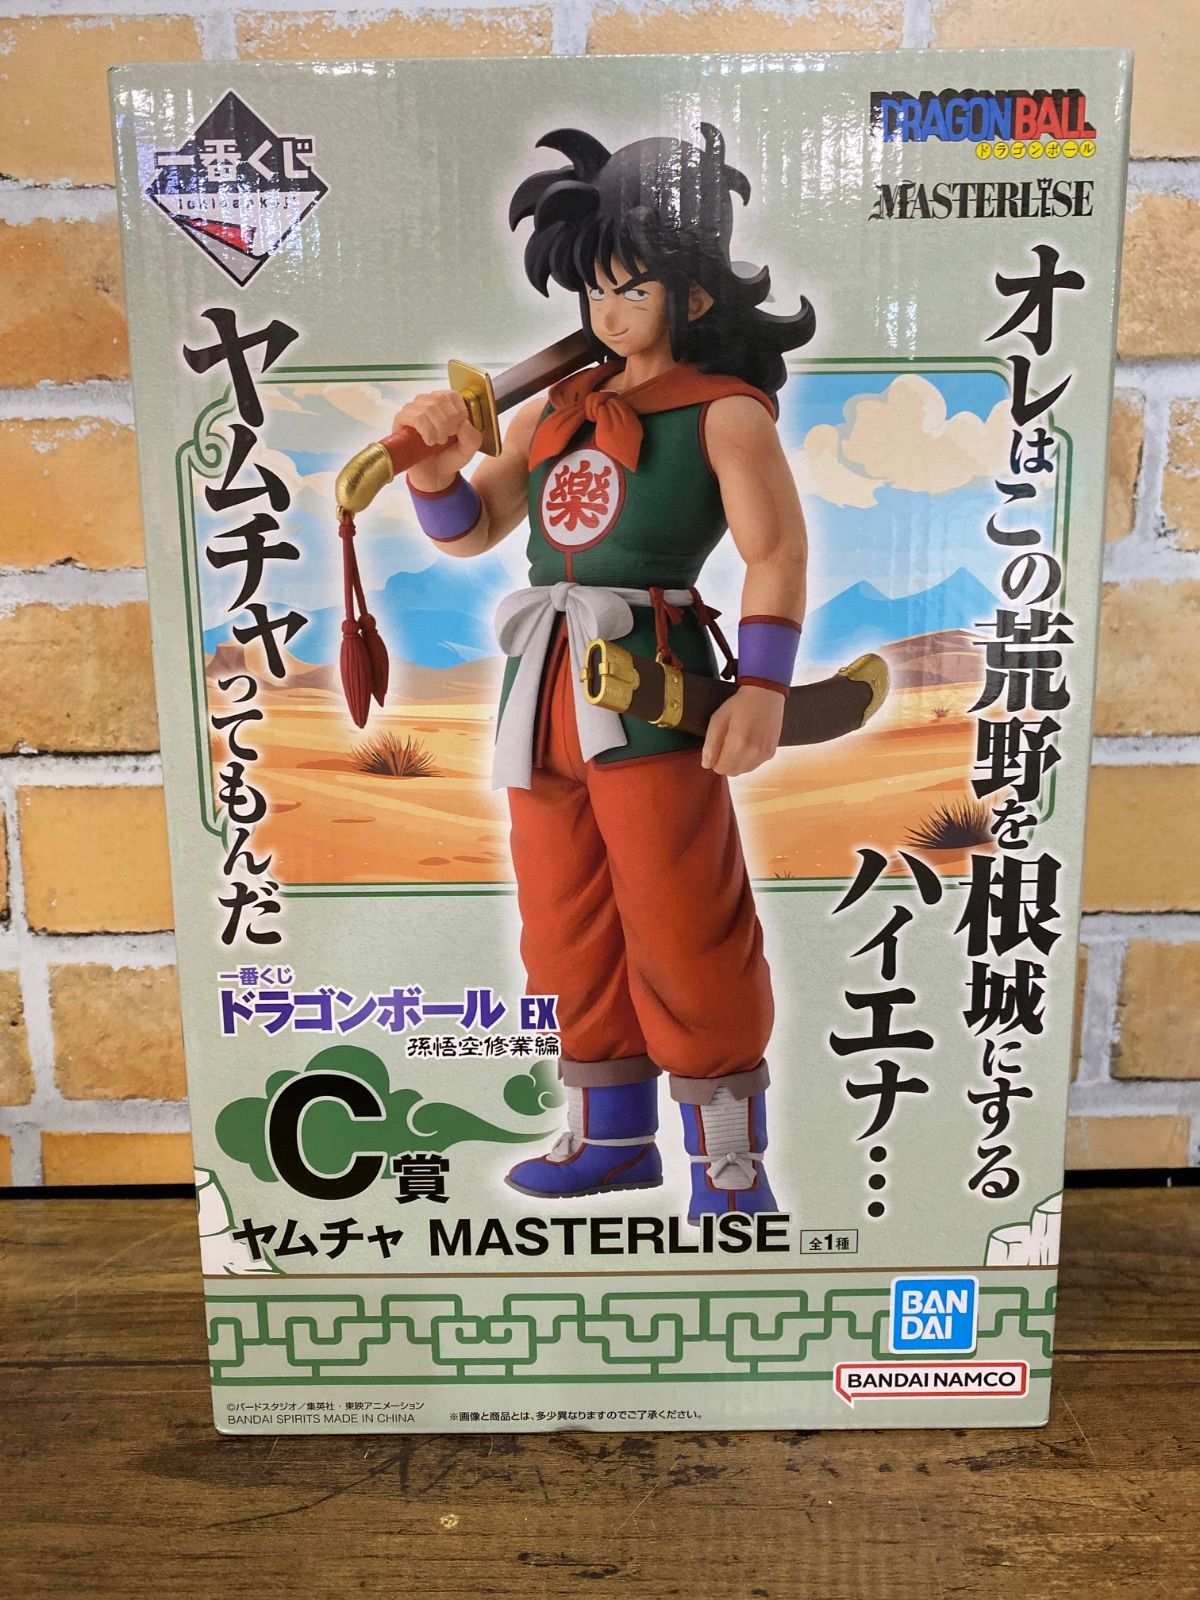 一番くじ
ichibankuji
DRAGON BALL
ドラゴンボール
MASTERLISE
オレはこの荒野を根城にする
ハイエナ…
ヤムチャってもんだ
樂
一番くじ
ドラゴンボール EX
孫悟空修業編
C賞
ヤムチャ MASTERLISE 全1種
BAN
DAI
BANDAI NAMCO
©バードスタジオ／集英社・東映アニメーション
BANDAI SPIRITS MADE IN CHINA
※画像と商品とは、多少異なりますのでご了承ください。